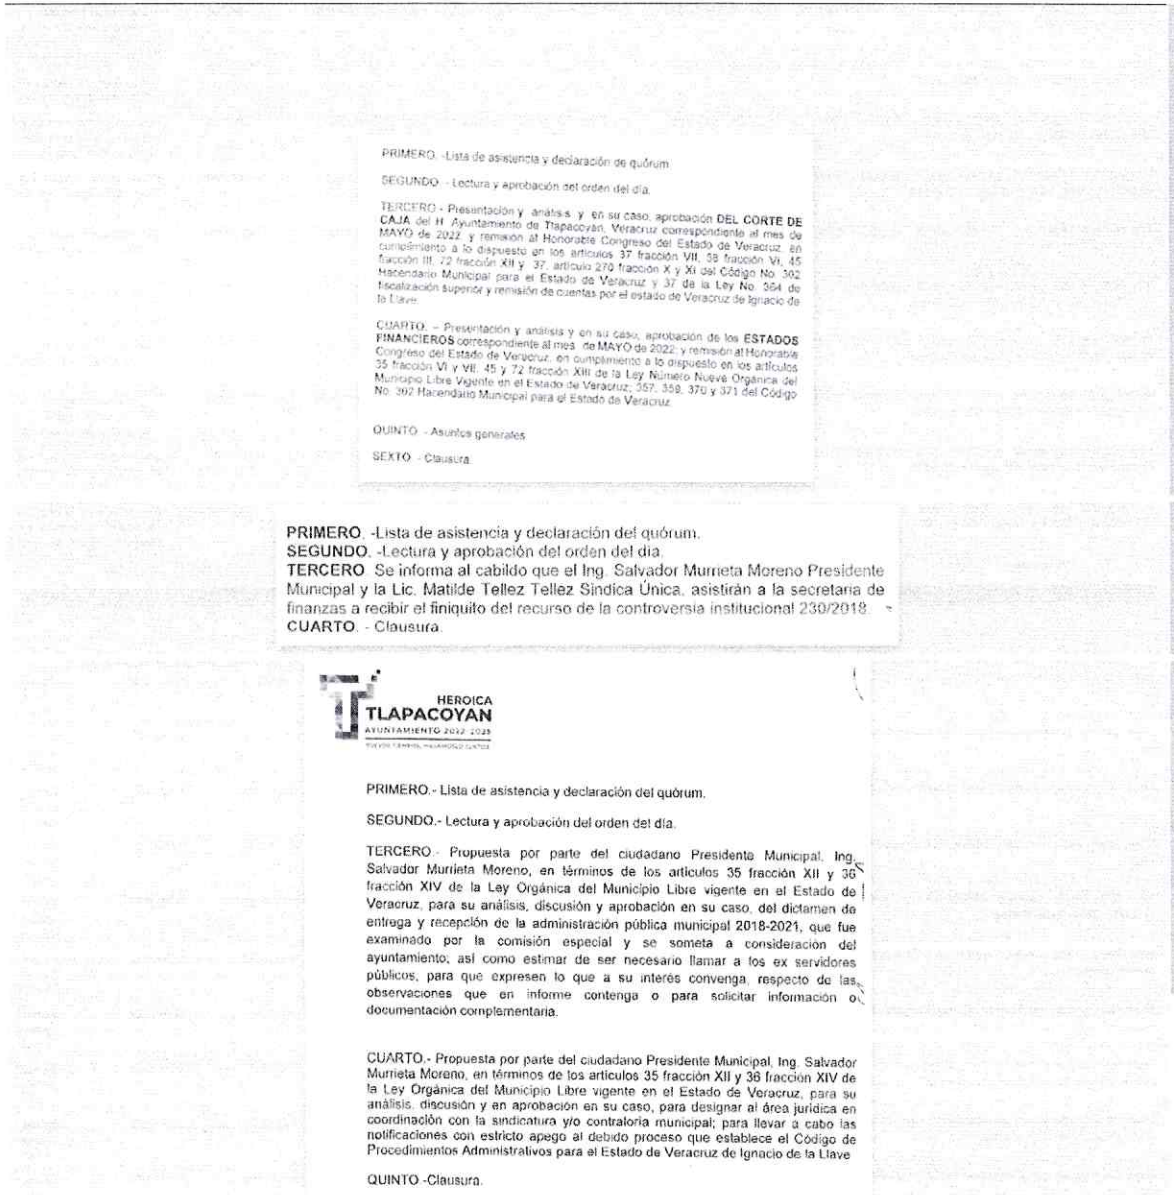 PRIMERO. -Lista de asistencia y declaración de quórum
SEGUNDO. - Lectura y aprobación del orden del día.
TERCERO - Presentación y análisis y en su caso, aprobación DEL CORTE DE
CAJA del H. Ayuntamiento de Tlapacoyan, Veracruz correspondiente al mes de
MAYO de 2022 y remisión al Honorable Congreso del Estado de Veracruz, en
cumplimiento a lo dispuesto en los artículos 37 fracción VII, 38 fracción VI, 45
fracción III, 72 fracción XII y 37, artículo 270 fracción X y XI del Código No. 302
Hacendario Municipal para el Estado de Veracruz y 37 de la Ley No. 364 de
fiscalización superior y remisión de cuentas por el estado de Veracruz de Ignacio de
la Llave.
CUARTO. – Presentación y análisis y en su caso, aprobación de los ESTADOS
FINANCIEROS correspondiente al mes de MAYO de 2022, y remisión al Honorable
Congreso del Estado de Veracruz, en cumplimiento a lo dispuesto en los artículos
35 fracción VI y VII, 45 y 72 fracción XIII de la Ley Número Nueve Orgánica del
Municipio Libre Vigente en el Estado de Veracruz; 357, 359, 370 y 371 del Código
No. 302 Hacendario Municipal para el Estado de Veracruz.
QUINTO. - Asuntos generales
SEXTO. - Clausura.
PRIMERO. -Lista de asistencia y declaración del quórum.
SEGUNDO. -Lectura y aprobación del orden del día.
TERCERO Se informa al cabildo que el Ing. Salvador Murrieta Moreno Presidente
Municipal y la Lic. Matilde Tellez Tellez Sindica Única, asistirán a la secretaria de
finanzas a recibir el finiquito del recurso de la controversia institucional 230/2018.
CUARTO. - Clausura.
HEROICA
TLAPACOYAN
AYUNTAMIENTO 2022-2025
PRIMERO.- Lista de asistencia y declaración del quórum.
SEGUNDO.- Lectura y aprobación del orden del día.
TERCERO.- Propuesta por parte del ciudadano Presidente Municipal, Ing.
Salvador Murrieta Moreno, en términos de los artículos 35 fracción XII y 36
fracción XIV de la Ley Orgánica del Municipio Libre vigente en el Estado de
Veracruz, para su análisis, discusión y aprobación en su caso, del dictamen de
entrega y recepción de la administración pública municipal 2018-2021, que fue
examinado por la comisión especial y se someta a consideración del
ayuntamiento; así como estimar de ser necesario llamar a los ex servidores
públicos, para que expresen lo que a su interés convenga, respecto de las
observaciones que en informe contenga o para solicitar información o
documentación complementaria.
CUARTO.- Propuesta por parte del ciudadano Presidente Municipal, Ing. Salvador
Murrieta Moreno, en términos de los artículos 35 fracción XII y 36 fracción XIV de
la Ley Orgánica del Municipio Libre vigente en el Estado de Veracruz, para su
análisis, discusión y en aprobación en su caso, para designar al área jurídica en
coordinación con la sindicatura y/o contraloría municipal; para llevar a cabo las
notificaciones con estricto apego al debido proceso que establece el Código de
Procedimientos Administrativos para el Estado de Veracruz de Ignacio de la Llave
QUINTO.-Clausura.